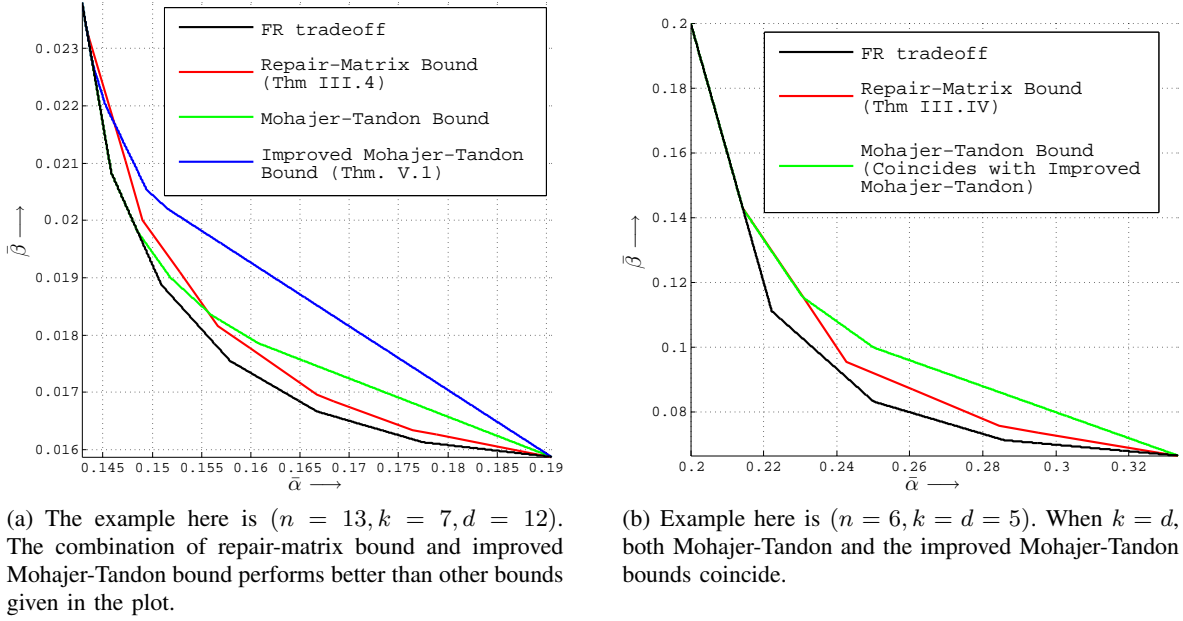 0.023
0.022
0.021
0.02
0.019
0.018
0.017
0.016
β̄ ⟶
FR tradeoff
Repair-Matrix Bound
(Thm III.4)
Mohajer-Tandon Bound
Improved Mohajer-Tandon
Bound (Thm. V.1)
0.145 0.15 0.155 0.16 0.165 0.17 0.175 0.18 0.185 0.19
ᾱ ⟶
(a) The example here is (n = 13, k = 7, d = 12).
The combination of repair-matrix bound and improved
Mohajer-Tandon bound performs better than other bounds
given in the plot.
0.2
0.18
0.16
0.14
0.12
0.1
0.08
β̄ ⟶
FR tradeoff
Repair-Matrix Bound
(Thm III.IV)
Mohajer-Tandon Bound
(Coincides with Improved
Mohajer-Tandon)
0.2 0.22 0.24 0.26 0.28 0.3 0.32
ᾱ ⟶
(b) Example here is (n = 6, k = d = 5). When k = d,
both Mohajer-Tandon and the improved Mohajer-Tandon
bounds coincide.